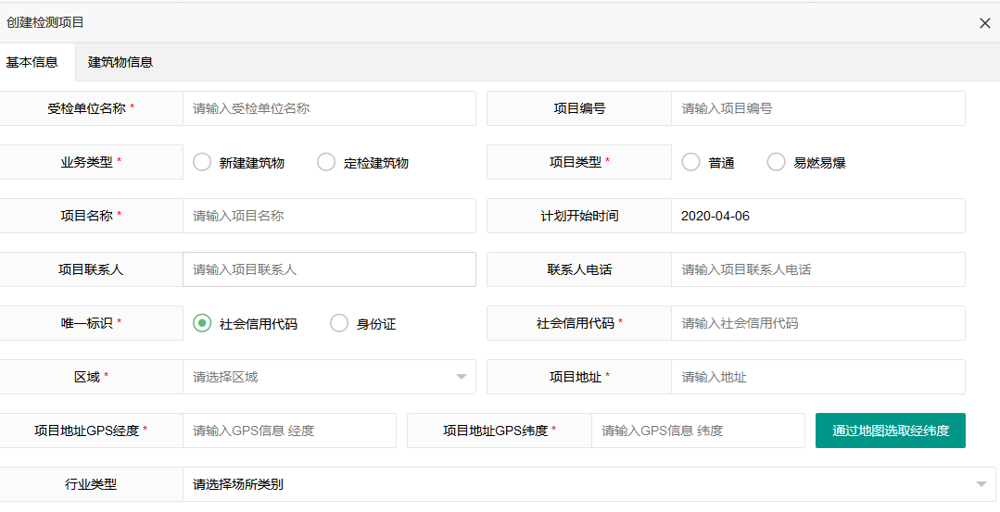 创建检测项目
基本信息 建筑物信息
受检单位名称 * 请输入受检单位名称 项目编号 请输入项目编号
业务类型 * 新建建筑物 定检建筑物 项目类型 * 普通 易燃易爆
项目名称 * 请输入项目名称 计划开始时间 2020-04-06
项目联系人 请输入项目联系人 联系人电话 请输入项目联系人电话
唯一标识 * 社会信用代码 身份证 社会信用代码 * 请输入社会信用代码
区域 * 请选择区域 项目地址 * 请输入地址
项目地址GPS经度 * 请输入GPS信息 经度 项目地址GPS纬度 * 请输入GPS信息 纬度 通过地图选取经纬度
行业类型 请选择场所类别